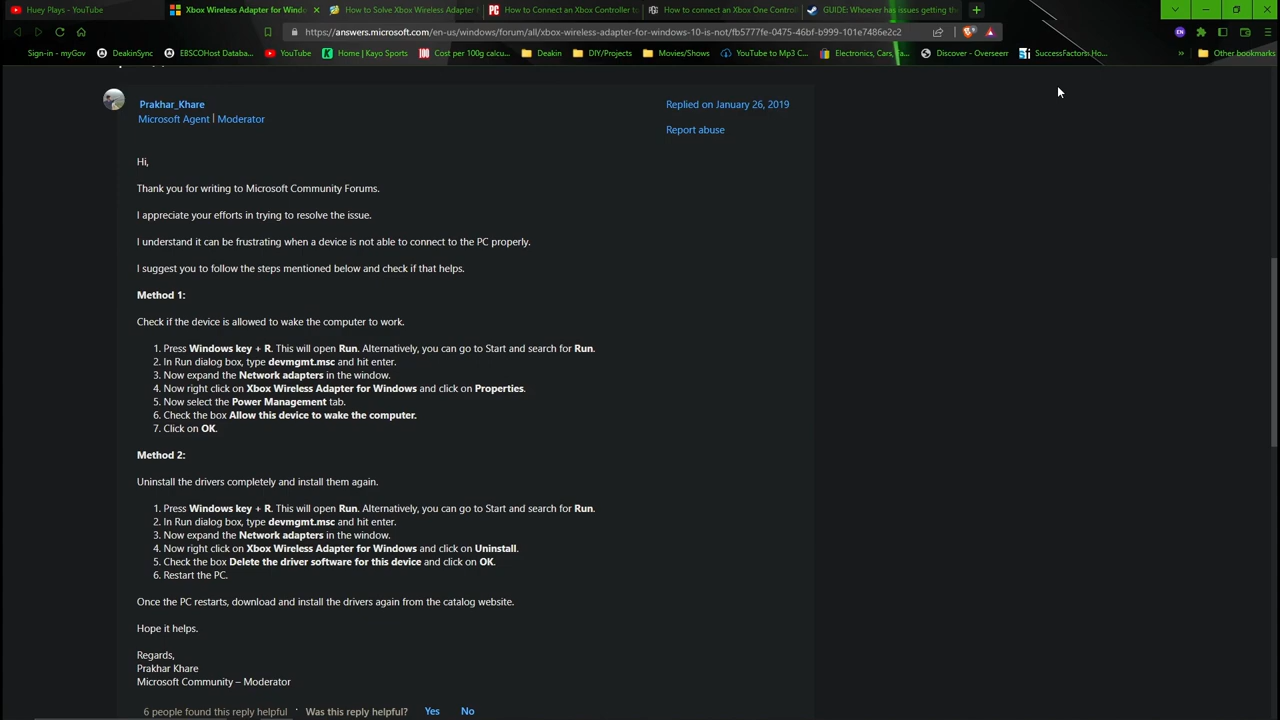 Huey Plays - YouTube
Xbox Wireless Adapter for Windo
How to Solve Xbox Wireless Adapter
How to Connect an Xbox Controller to
How to connect an Xbox One Control
GUIDE: Whoever has issues getting the
https://answers.microsoft.com/en-us/windows/forum/all/xbox-wireless-adapter-for-windows-10-is-not/fb5777fe-0475-46bf-b999-101e7486e2c2
Sign-in - myGov
DeakinSync
EBSCOHost Databa...
YouTube
Home | Kayo Sports
Cost per 100g calcu...
Deakin
DIY/Projects
Movies/Shows
YouTube to Mp3 C...
Electronics, Cars, Fa...
Discover - Overseerr
SuccessFactors: Ho...
»
Other bookmarks
Prakhar_Khare
Replied on January 26, 2019
Microsoft Agent | Moderator
Report abuse
Hi,
Thank you for writing to Microsoft Community Forums.
I appreciate your efforts in trying to resolve the issue.
I understand it can be frustrating when a device is not able to connect to the PC properly.
I suggest you to follow the steps mentioned below and check if that helps.
Method 1:
Check if the device is allowed to wake the computer to work.
1. Press Windows key + R. This will open Run. Alternatively, you can go to Start and search for Run.
2. In Run dialog box, type devmgmt.msc and hit enter.
3. Now expand the Network adapters in the window.
4. Now right click on Xbox Wireless Adapter for Windows and click on Properties.
5. Now select the Power Management tab.
6. Check the box Allow this device to wake the computer.
7. Click on OK.
Method 2:
Uninstall the drivers completely and install them again.
1. Press Windows key + R. This will open Run. Alternatively, you can go to Start and search for Run.
2. In Run dialog box, type devmgmt.msc and hit enter.
3. Now expand the Network adapters in the window.
4. Now right click on Xbox Wireless Adapter for Windows and click on Uninstall.
5. Check the box Delete the driver software for this device and click on OK.
6. Restart the PC.
Once the PC restarts, download and install the drivers again from the catalog website.
Hope it helps.
Regards,
Prakhar Khare
Microsoft Community – Moderator
6 people found this reply helpful · Was this reply helpful? Yes No